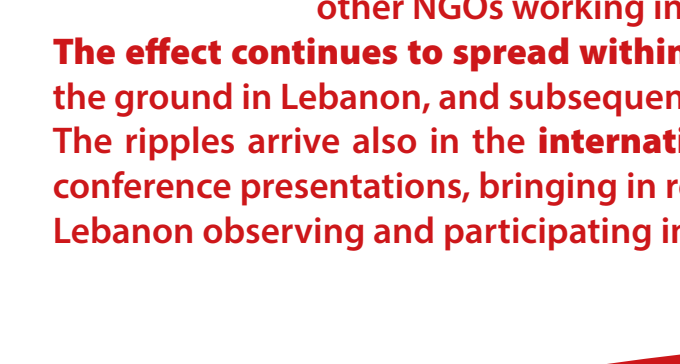 other NGOs working in
The effect continues to spread within
the ground in Lebanon, and subsequen
The ripples arrive also in the internati
conference presentations, bringing in r
Lebanon observing and participating in